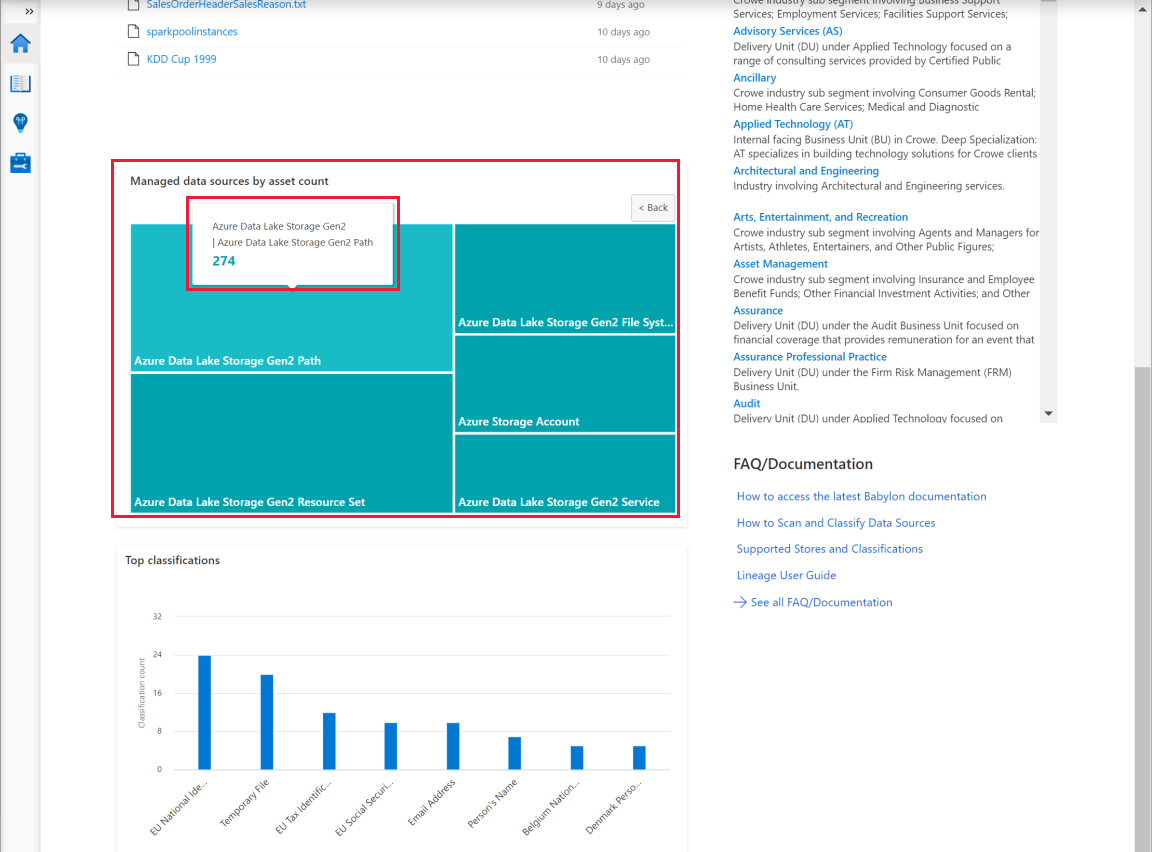 »
SalesOrderHeaderSalesReason.txt
9 days ago
sparkpoolinstances
10 days ago
KDD Cup 1999
10 days ago
Managed data sources by asset count
< Back
Azure Data Lake Storage Gen2
| Azure Data Lake Storage Gen2 Path
274
Azure Data Lake Storage Gen2 Path
Azure Data Lake Storage Gen2 File Syst...
Azure Storage Account
Azure Data Lake Storage Gen2 Resource Set
Azure Data Lake Storage Gen2 Service
Top classifications
Classification count
32
24
16
8
0
EU National Ide...
Temporary File
EU Tax Identific...
EU Social Securi...
Email Address
Person's Name
Belgium Nation...
Denmark Perso...
Crowe industry sub segment involving Business Support
Services; Employment Services; Facilities Support Services;
Advisory Services (AS)
Delivery Unit (DU) under Applied Technology focused on a
range of consulting services provided by Certified Public
Ancillary
Crowe industry sub segment involving Consumer Goods Rental;
Home Health Care Services; Medical and Diagnostic
Applied Technology (AT)
Internal facing Business Unit (BU) in Crowe. Deep Specialization:
AT specializes in building technology solutions for Crowe clients
Architectural and Engineering
Industry involving Architectural and Engineering services.
Arts, Entertainment, and Recreation
Crowe industry sub segment involving Agents and Managers for
Artists, Athletes, Entertainers, and Other Public Figures;
Asset Management
Crowe industry sub segment involving Insurance and Employee
Benefit Funds; Other Financial Investment Activities; and Other
Assurance
Delivery Unit (DU) under the Audit Business Unit focused on
financial coverage that provides remuneration for an event that
Assurance Professional Practice
Delivery Unit (DU) under the Firm Risk Management (FRM)
Business Unit.
Audit
Delivery Unit (DU) under Applied Technology focused on
FAQ/Documentation
How to access the latest Babylon documentation
How to Scan and Classify Data Sources
Supported Stores and Classifications
Lineage User Guide
See all FAQ/Documentation